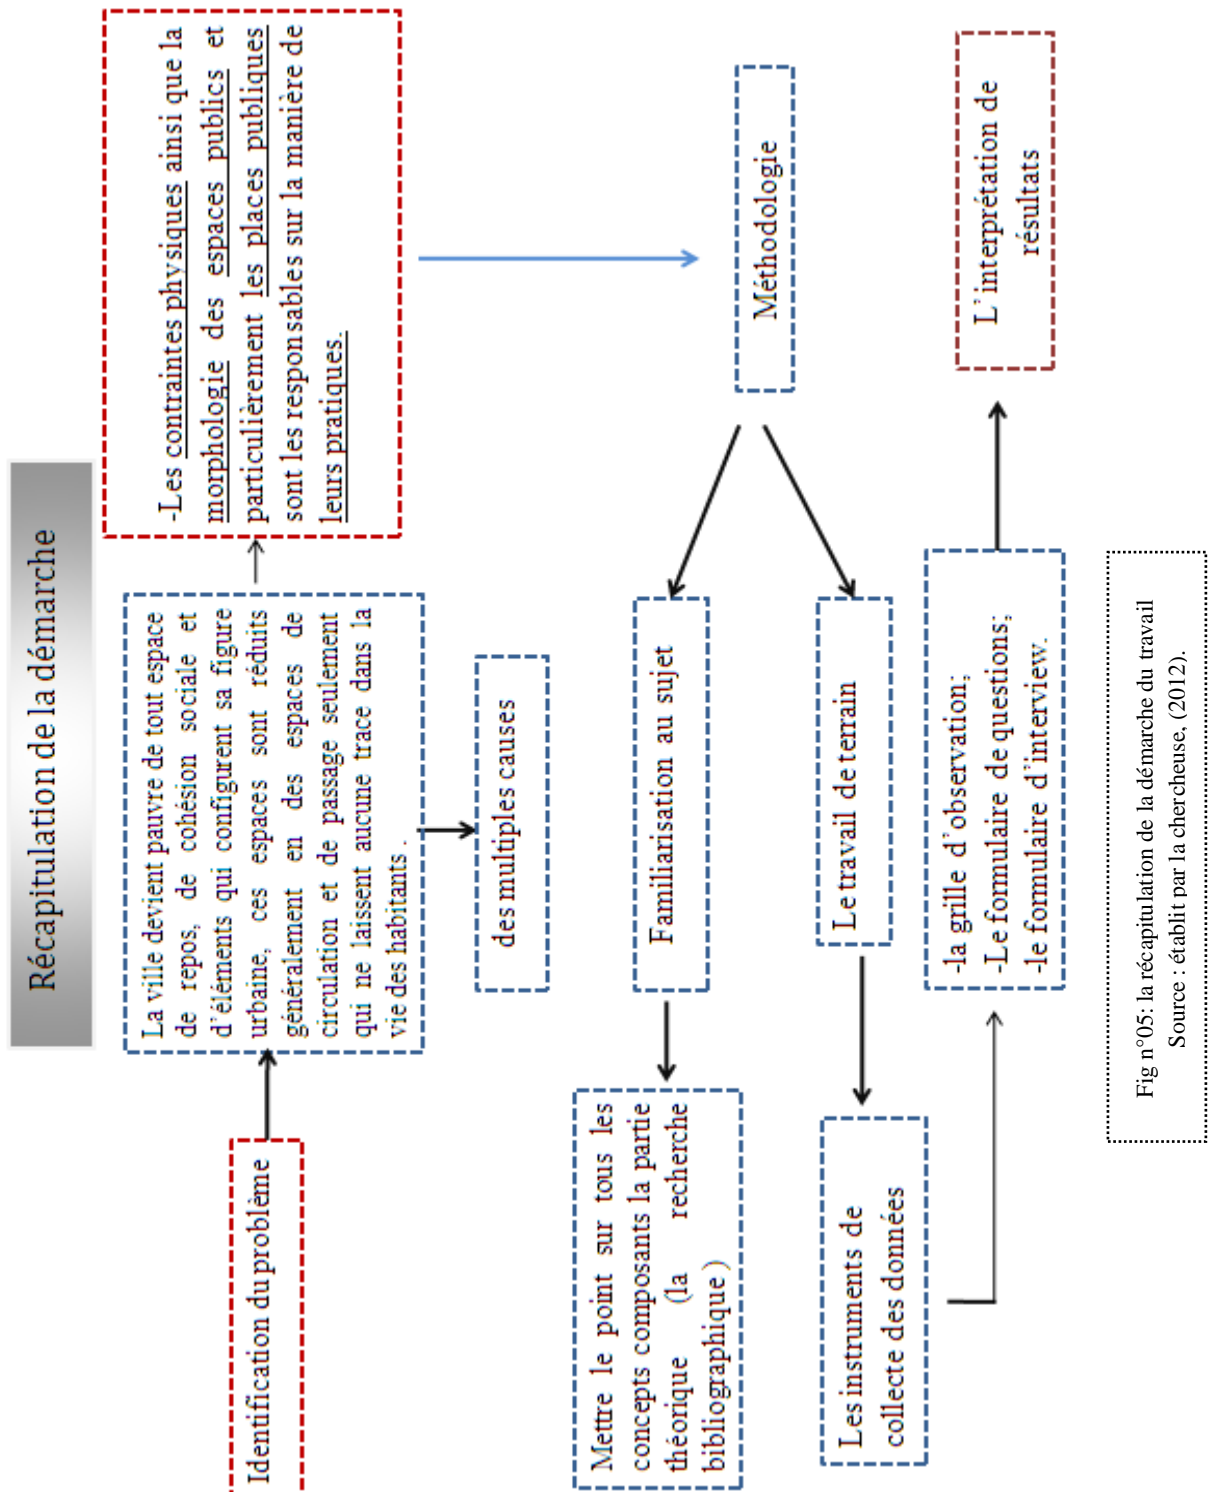 Récapitulation de la démarche
Identification du problème
La ville devient pauvre de tout espace
de repos, de cohésion sociale et
d'éléments qui configurent sa figure
urbaine, ces espaces sont réduits
généralement en des espaces de
circulation et de passage seulement
qui ne laissent aucune trace dans la
vie des habitants .
-Les contraintes physiques ainsi que la
morphologie des espaces publics et
particulièrement les places publiques
sont les responsables sur la manière de
leurs pratiques.
des multiples causes
Méthodologie
Familiarisation au sujet
Mettre le point sur tous les
concepts composants la partie
théorique (la recherche
bibliographique )
Le travail de terrain
Les instruments de
collecte des données
-la grille d'observation;
-Le formulaire de questions;
-le formulaire d'interview.
L'interprétation de
résultats
Fig n°05: la récapitulation de la démarche du travail
Source : établit par la chercheuse, (2012).